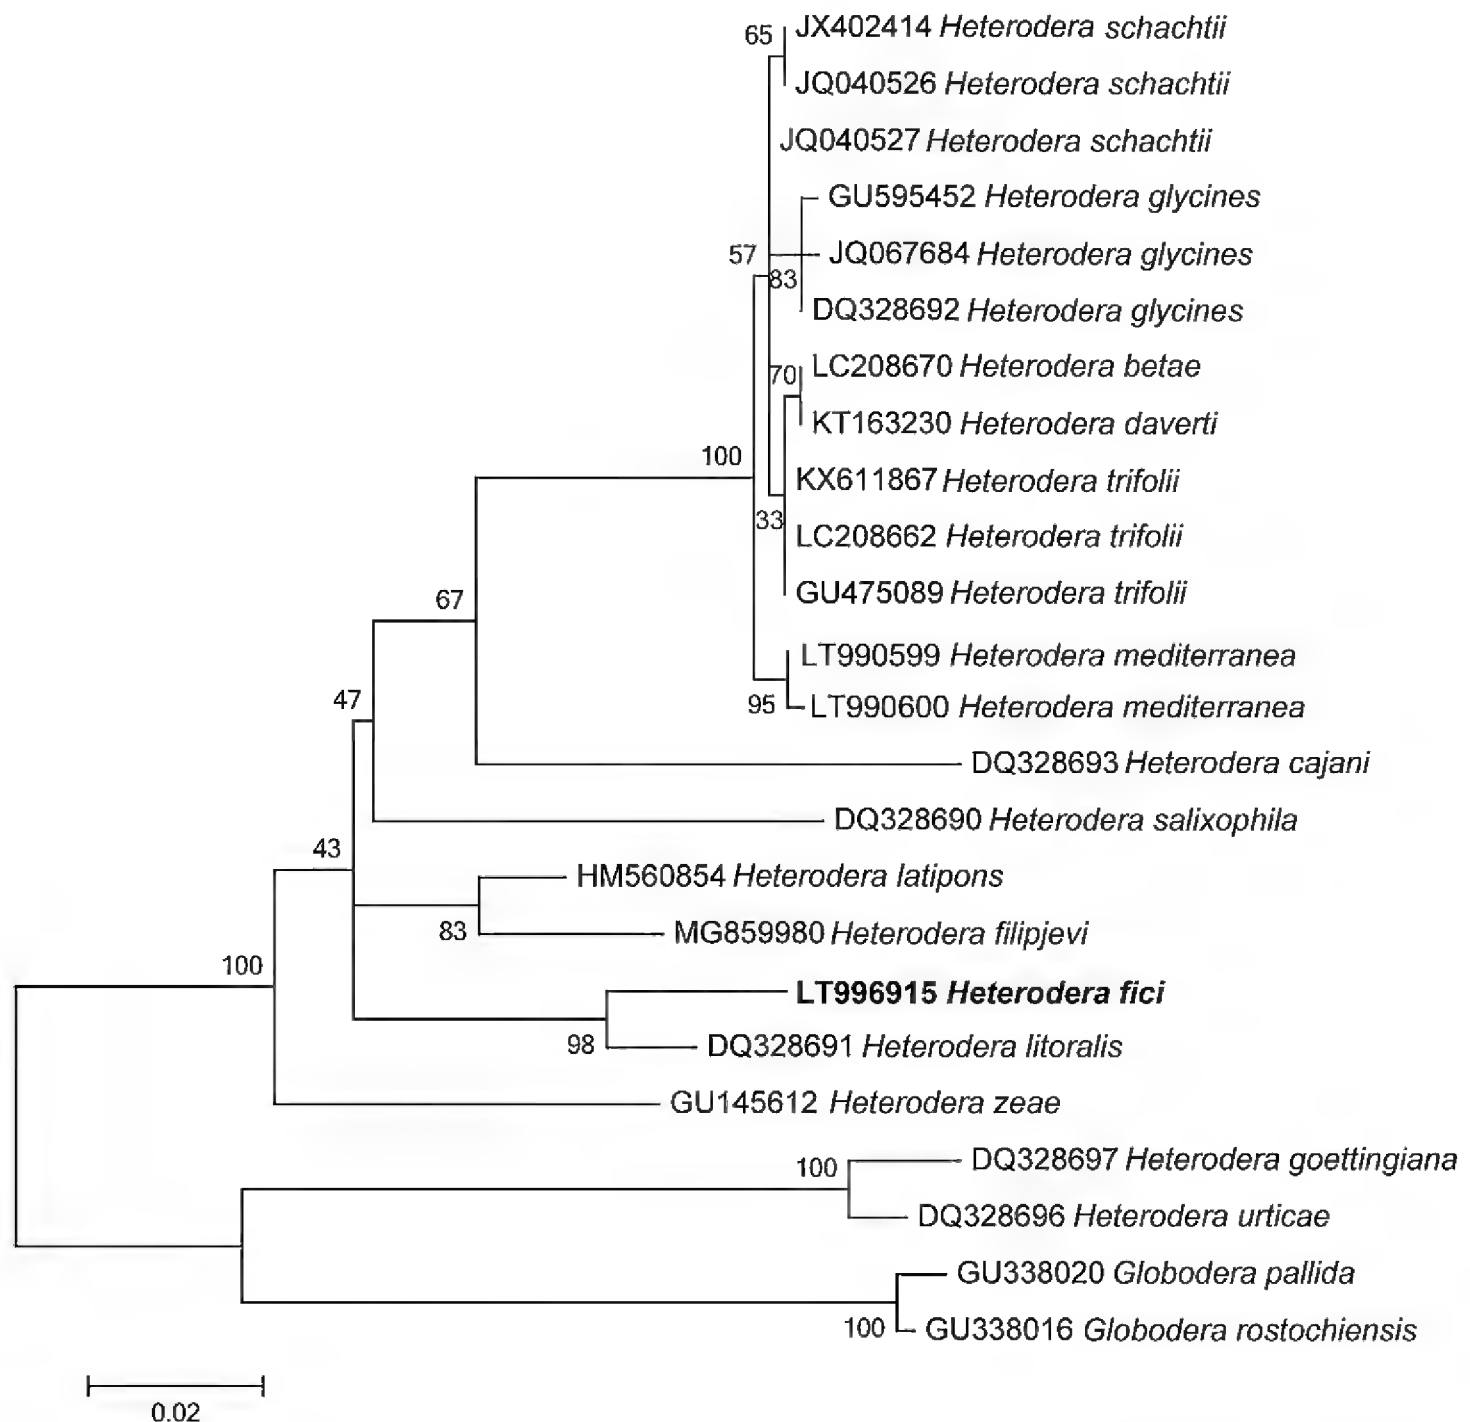 65
JX402414 Heterodera schachtii
JQ040526 Heterodera schachtii
JQ040527 Heterodera schachtii
GU595452 Heterodera glycines
57
JQ067684 Heterodera glycines
83
DQ328692 Heterodera glycines
70
LC208670 Heterodera betae
KT163230 Heterodera daverti
100
KX611867 Heterodera trifolii
33
LC208662 Heterodera trifolii
GU475089 Heterodera trifolii
67
LT990599 Heterodera mediterranea
47
95
LT990600 Heterodera mediterranea
DQ328693 Heterodera cajani
DQ328690 Heterodera salixophila
43
HM560854 Heterodera latipons
83
MG859980 Heterodera filipjevi
100
LT996915 Heterodera fici
98
DQ328691 Heterodera litoralis
GU145612 Heterodera zeae
100
DQ328697 Heterodera goettingiana
DQ328696 Heterodera urticae
GU338020 Globodera pallida
100
GU338016 Globodera rostochiensis
0.02